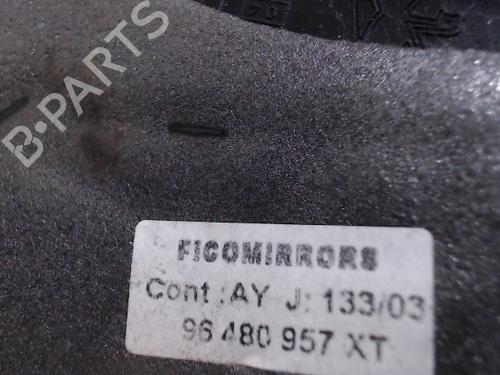 B-PARTS
FICOMIRRORS
Cont :AY J: 133/03
96 480 957 XT